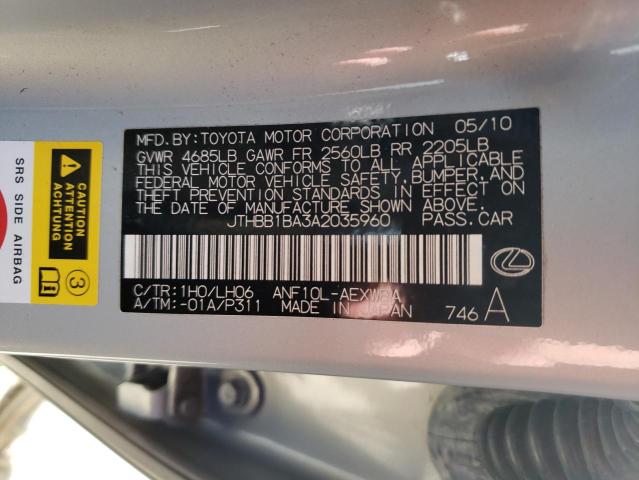 MFD. BY: TOYOTA MOTOR CORPORATION 05/10
GVWR 4685LB GAWR FR 2560LB RR 2205LB
THIS VEHICLE CONFORMS TO ALL APPLICABLE
FEDERAL MOTOR VEHICLE SAFETY, BUMPER, AND
THEFT PREVENTION STANDARDS IN EFFECT ON
THE DATE OF MANUFACTURE SHOWN ABOVE.
JTHBB1BA3A2035960 PASS. CAR
C/TR: 1H0/LH06 ANF10L-AEXWBA
A/TM: -01A/P311 MADE IN JAPAN
746 A
SRS SIDE AIRBAG
ATTENTION
ACHTUNG
3